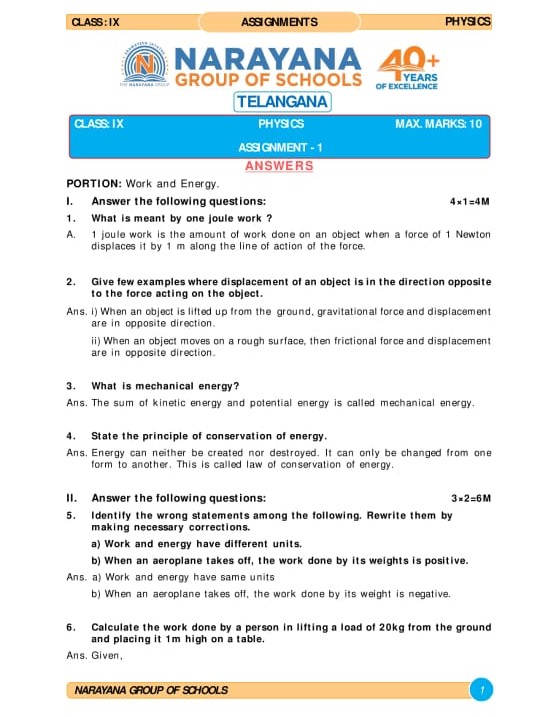 CLASS: IX ASSIGNMENTS PHYSICS
NARAYANA
GROUP OF SCHOOLS
THE NARAYANA GROUP
40+
YEARS
OF EXCELLENCE
TELANGANA
CLASS: IX PHYSICS MAX. MARKS: 10
ASSIGNMENT - 1
ANSWERS
PORTION: Work and Energy.
I. Answer the following questions: 4×1=4M
1. What is meant by one joule work ?
A. 1 joule work is the amount of work done on an object when a force of 1 Newton
displaces it by 1 m along the line of action of the force.
2. Give few examples where displacement of an object is in the direction opposite
to the force acting on the object.
Ans. i) When an object is lifted up from the ground, gravitational force and displacement
are in opposite direction.
ii) When an object moves on a rough surface, then frictional force and displacement
are in opposite direction.
3. What is mechanical energy?
Ans. The sum of kinetic energy and potential energy is called mechanical energy.
4. State the principle of conservation of energy.
Ans. Energy can neither be created nor destroyed. It can only be changed from one
form to another. This is called law of conservation of energy.
II. Answer the following questions: 3×2=6M
5. Identify the wrong statements among the following. Rewrite them by
making necessary corrections.
a) Work and energy have different units.
b) When an aeroplane takes off, the work done by its weights is positive.
Ans. a) Work and energy have same units
b) When an aeroplane takes off, the work done by its weight is negative.
6. Calculate the work done by a person in lifting a load of 20kg from the ground
and placing it 1m high on a table.
Ans. Given,
NARAYANA GROUP OF SCHOOLS 1